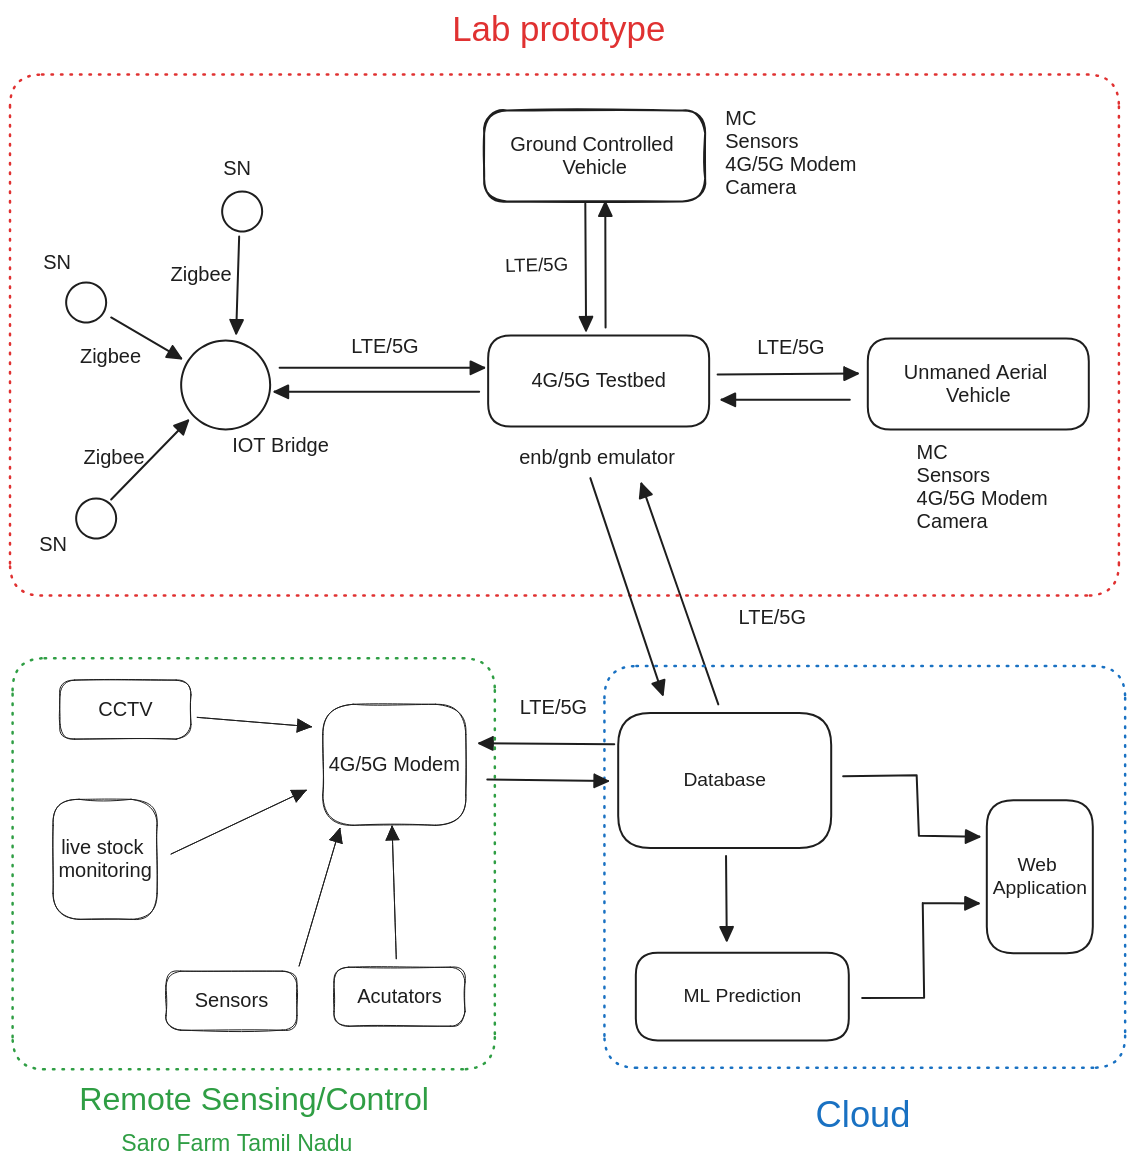 Lab prototype
Ground Controlled
Vehicle
MC
Sensors
4G/5G Modem
Camera
SN
SN
Zigbee
LTE/5G
Zigbee
LTE/5G
4G/5G Testbed
LTE/5G
Unmaned Aerial
Vehicle
IOT Bridge
Zigbee
enb/gnb emulator
MC
Sensors
4G/5G Modem
Camera
SN
LTE/5G
CCTV
4G/5G Modem
LTE/5G
Database
live stock
monitoring
Web
Application
Sensors
Acutators
ML Prediction
Remote Sensing/Control
Saro Farm Tamil Nadu
Cloud